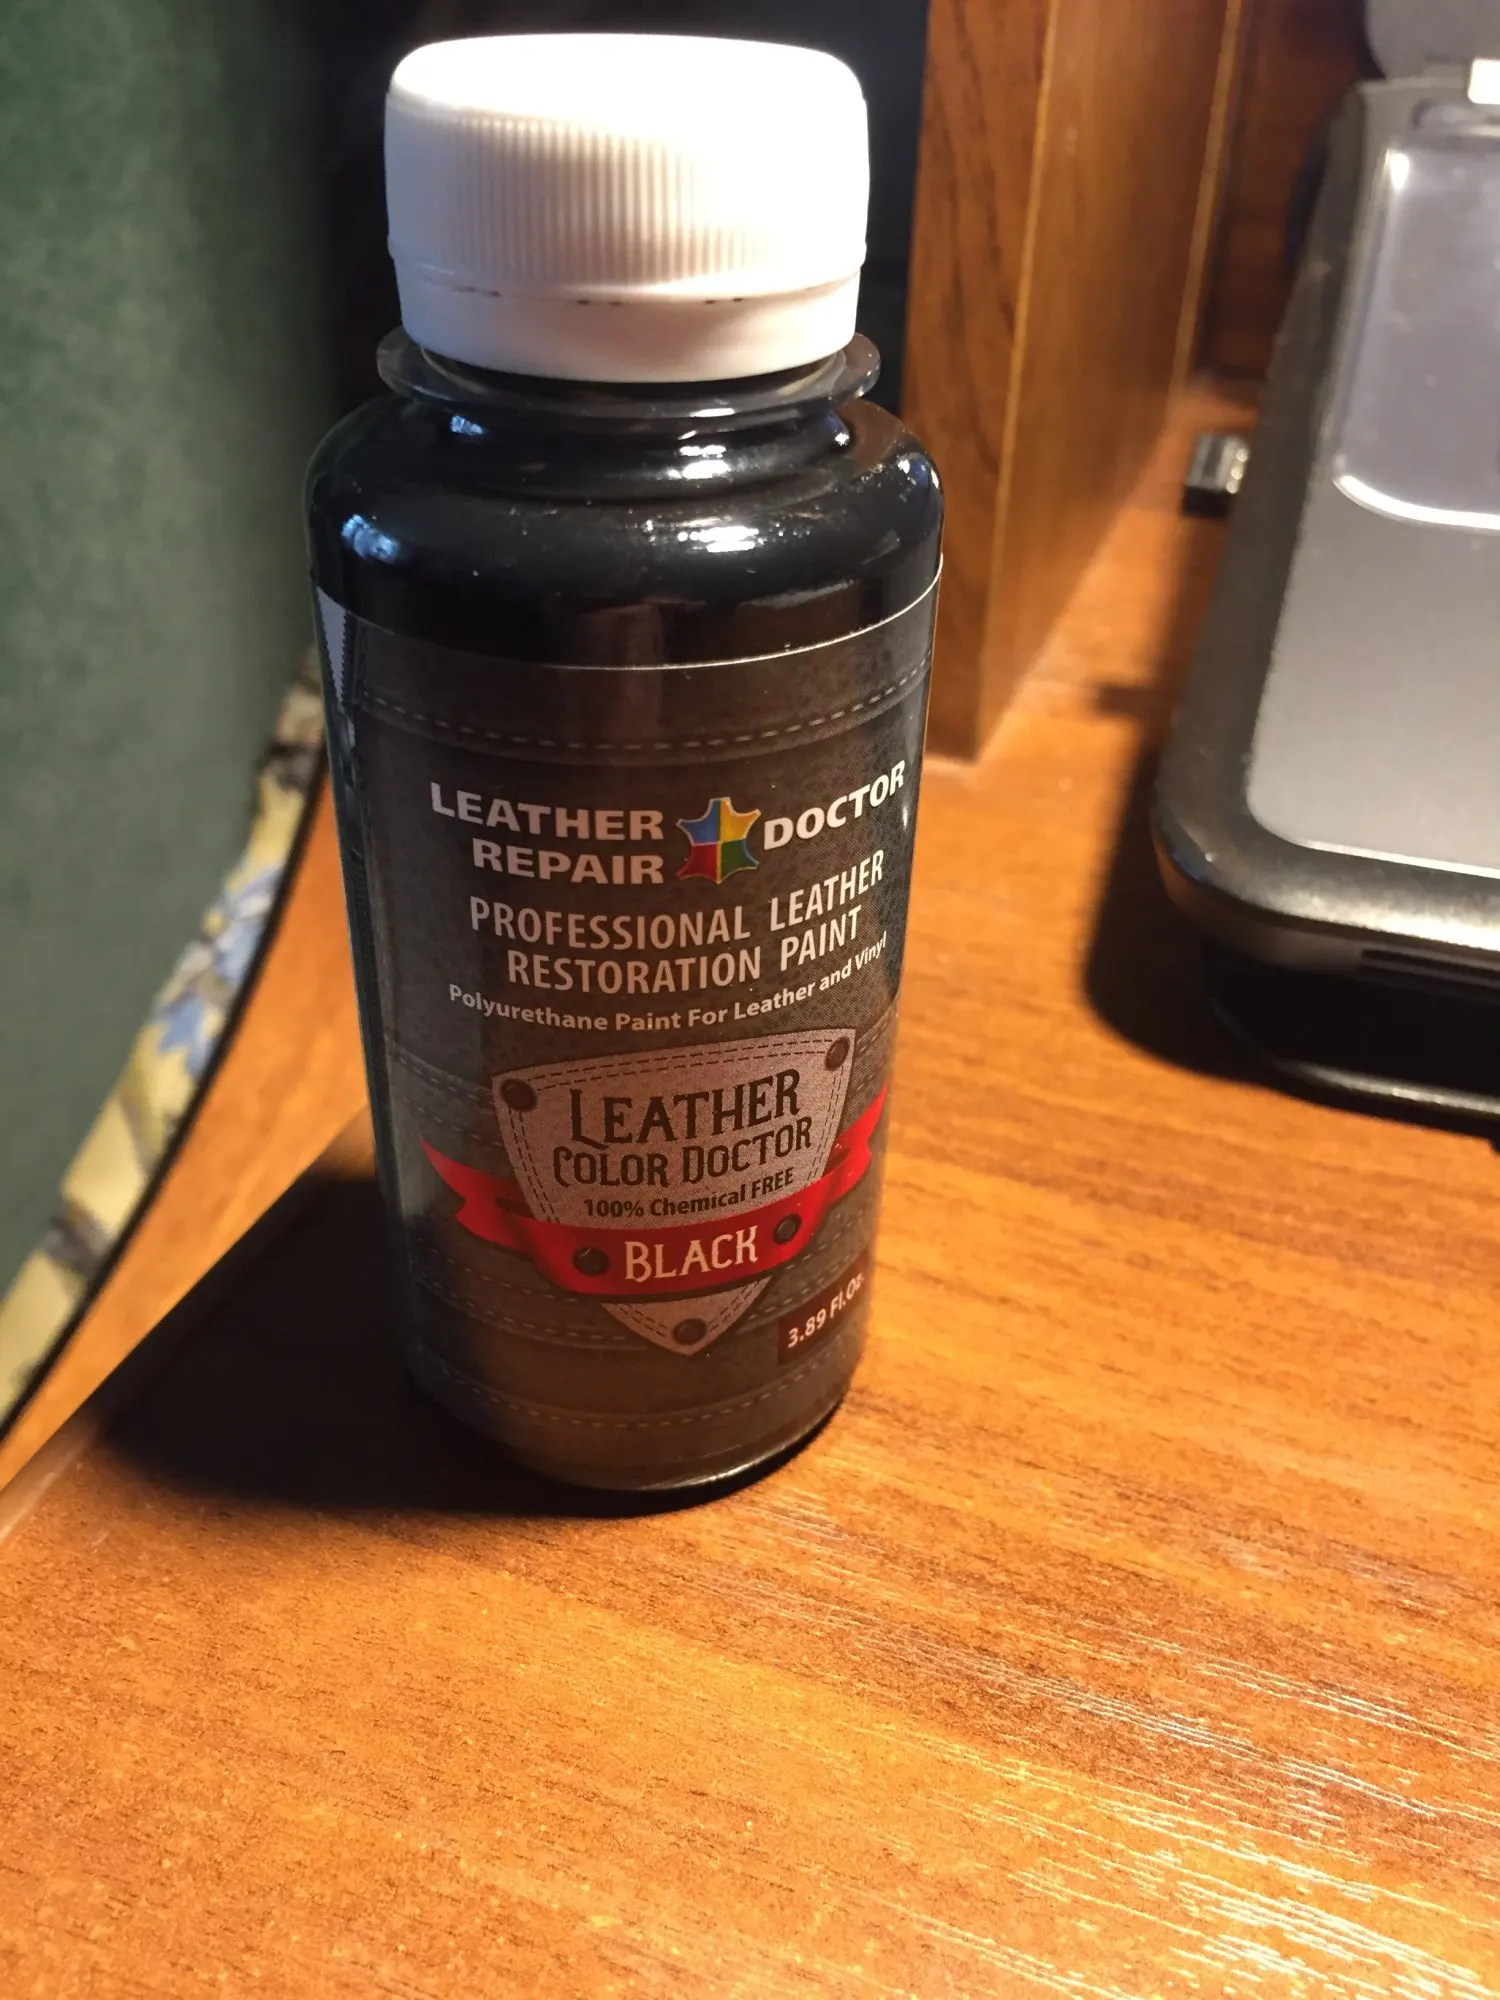 LEATHER DOCTOR
REPAIR
PROFESSIONAL LEATHER
RESTORATION PAINT
Polyurethane Paint For Leather and Vinyl
LEATHER
COLOR DOCTOR
100% Chemical FREE
BLACK
3.89 Fl.Oz.